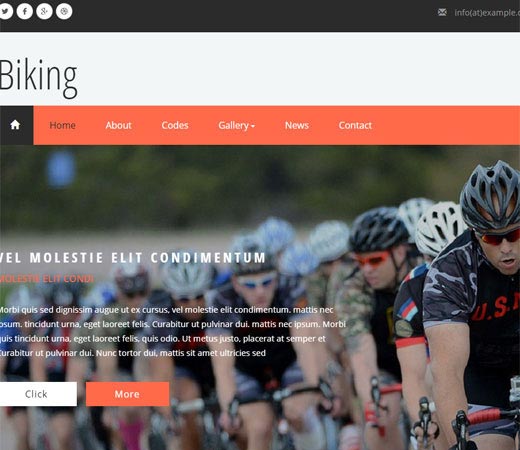 info(at)example.c
Biking
Home About Codes Gallery News Contact
VEL MOLESTIE ELIT CONDIMENTUM
MOLESTIE ELIT CONDI
Morbi quis sed dignissim augue ut ex cursus, vel molestie elit condimentum. mattis nec
ipsum. tincidunt urna, eget laoreet felis. Curabitur ut pulvinar dui. mattis nec ipsum. Morbi
quis tincidunt urna, eget laoreet felis, quis odio. Ut metus justo, placerat at semper et
Curabitur ut pulvinar dui. Nunc tortor dui, mattis sit amet ultricies sed
Click More
U.S.